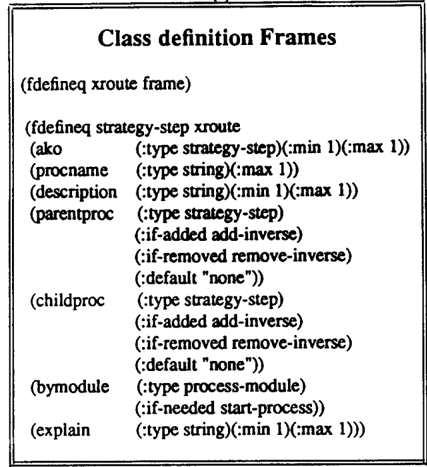 Class definition Frames
(fdefineq xroute frame)
(fdefineq strategy-step xroute
(ako (:type strategy-step)(:min 1)(:max 1))
(procname (:type string)(:max 1))
(description (:type string)(:min 1)(:max 1))
(parentproc (:type strategy-step)
(:if-added add-inverse)
(:if-removed remove-inverse)
(:default "none"))
(childproc (:type strategy-step)
(:if-added add-inverse)
(:if-removed remove-inverse)
(:default "none"))
(bymodule (:type process-module)
(:if-needed start-process))
(explain (:type string)(:min 1)(:max 1)))